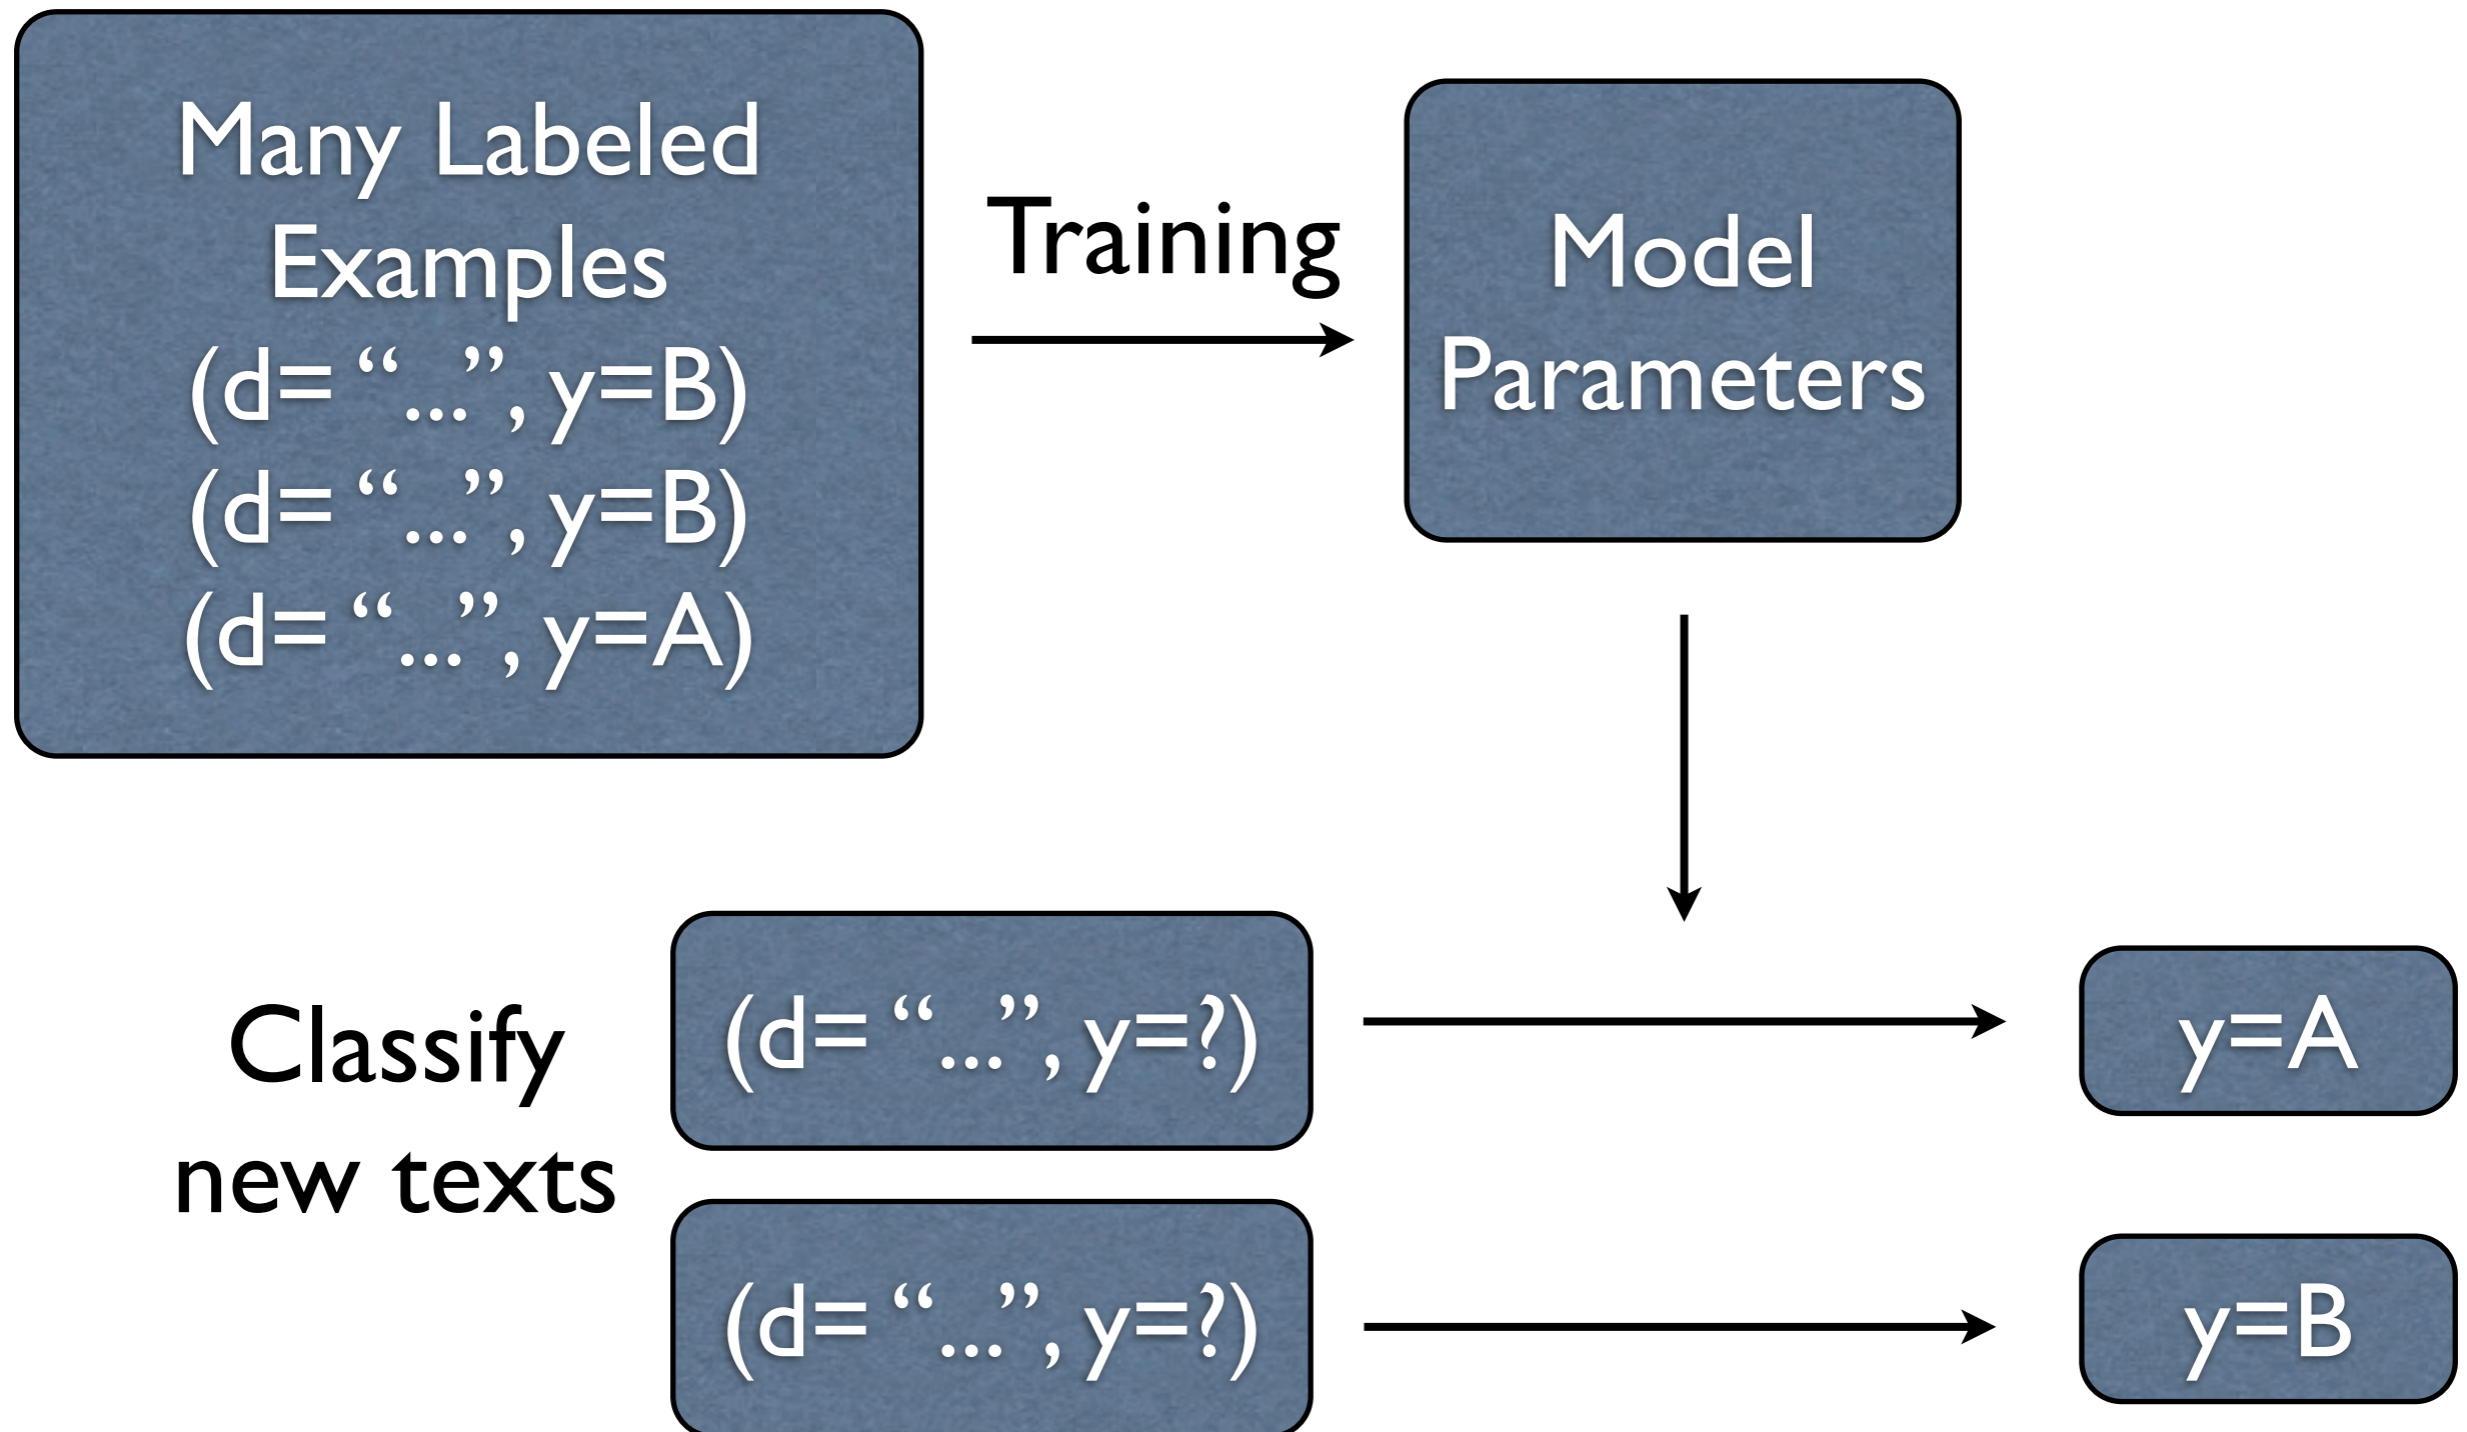 Many Labeled
Examples
(d= “...”, y=B)
(d= “...”, y=B)
(d= “...”, y=A)
Training
Model
Parameters
Classify
new texts
(d= “...”, y=?)
y=A
(d= “...”, y=?)
y=B